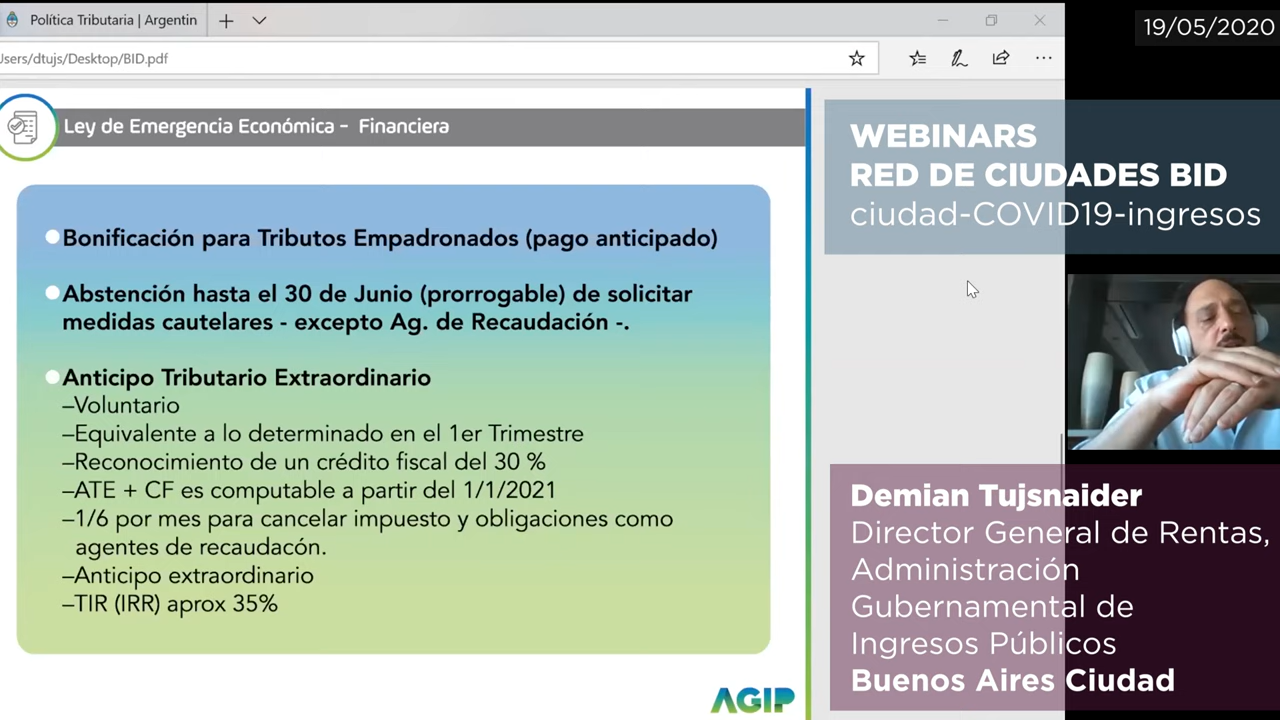 Política Tributaria | Argentin
19/05/2020
Jsers/dtujs/Desktop/BID.pdf
Ley de Emergencia Económica - Financiera
WEBINARS
RED DE CIUDADES BID
ciudad-COVID19-ingresos
Bonificación para Tributos Empadronados (pago anticipado)
Abstención hasta el 30 de Junio (prorrogable) de solicitar
medidas cautelares - excepto Ag. de Recaudación -.
Anticipo Tributario Extraordinario
–Voluntario
–Equivalente a lo determinado en el 1er Trimestre
–Reconocimiento de un crédito fiscal del 30 %
–ATE + CF es computable a partir del 1/1/2021
–1/6 por mes para cancelar impuesto y obligaciones como
agentes de recaudacón.
–Anticipo extraordinario
–TIR (IRR) aprox 35%
AGIP
Demian Tujsnaider
Director General de Rentas,
Administración
Gubernamental de
Ingresos Públicos
Buenos Aires Ciudad